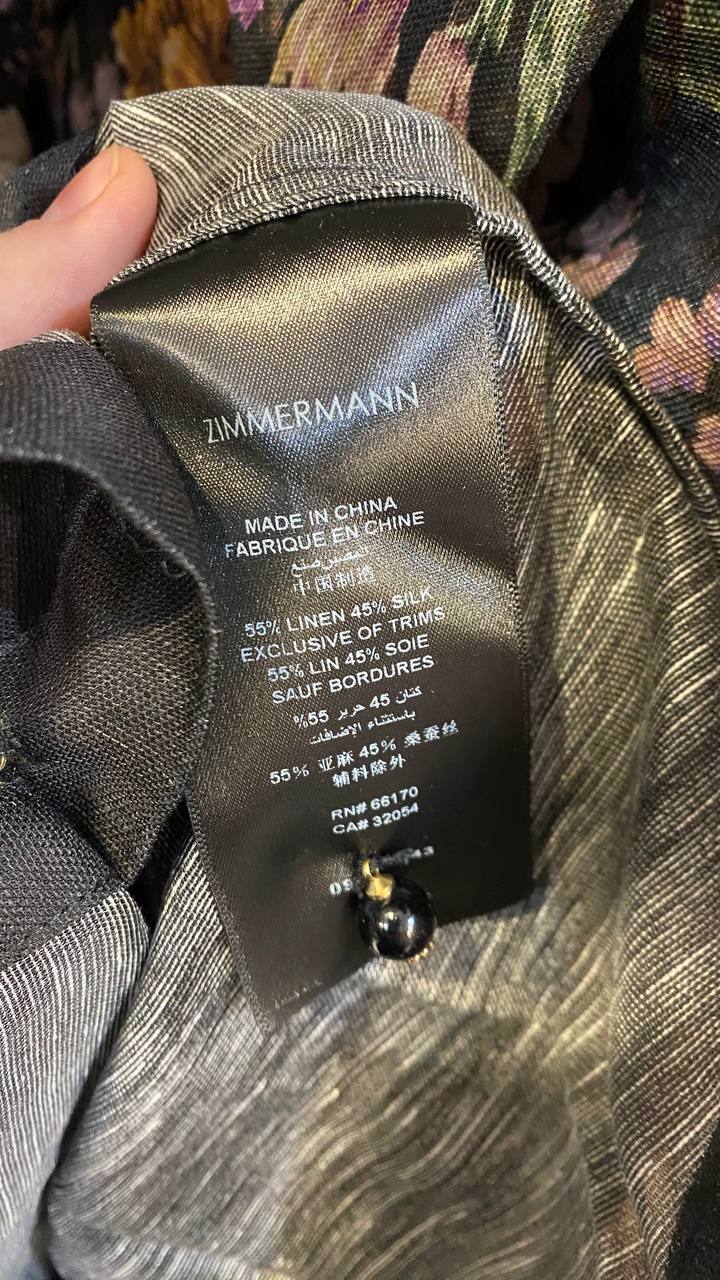 ZIMMERMANN
MADE IN CHINA
FABRIQUE EN CHINE
الصين صنع
中国制造
55% LINEN 45% SILK
EXCLUSIVE OF TRIMS
55% LIN 45% SOIE
SAUF BORDURES
كتان 45 حرير 55%
باستثناء الإضافات
55% 亚麻 45% 桑蚕丝
辅料除外
RN# 66170
CA# 32054